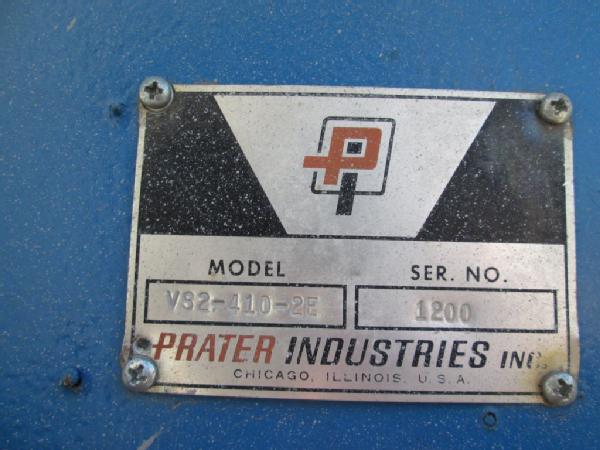 P
MODEL SER. NO.
VS2-410-2E 1200
PRATER INDUSTRIES INC.
CHICAGO, ILLINOIS, U.S.A.